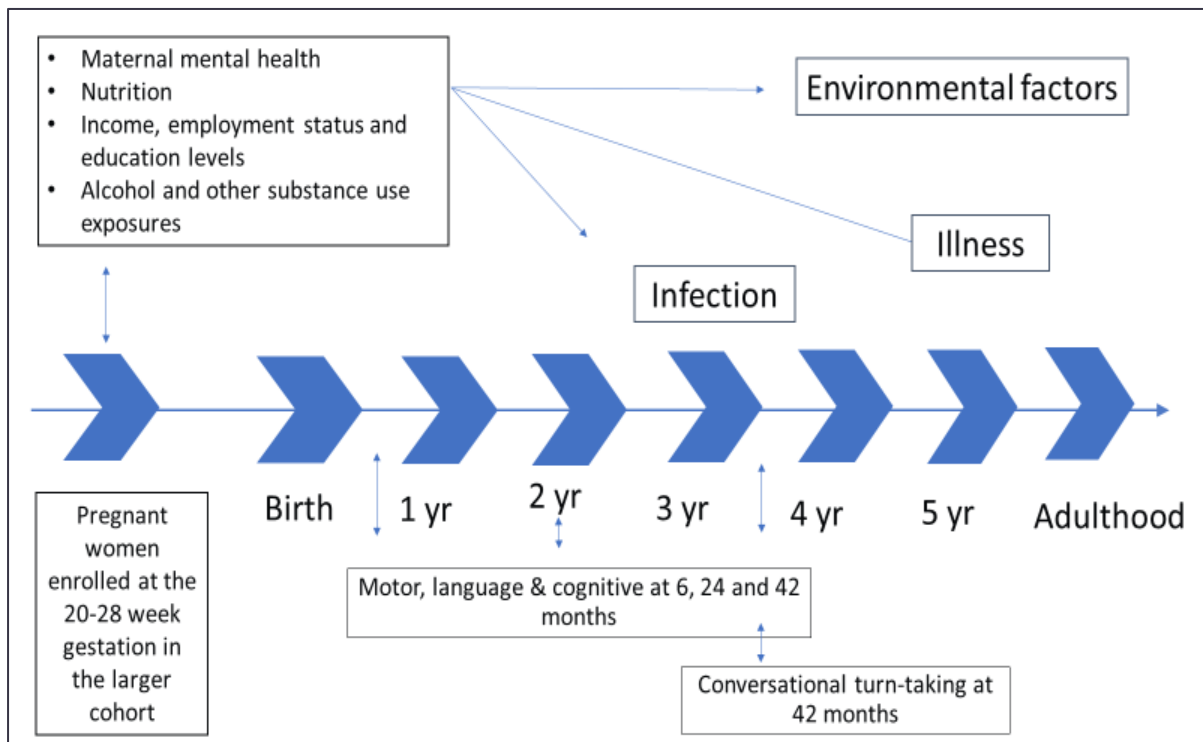 • Maternal mental health
• Nutrition
• Income, employment status and
education levels
• Alcohol and other substance use
exposures
Environmental factors
Illness
Infection
Birth
1 yr
2 yr
3 yr
4 yr
5 yr
Adulthood
Pregnant
women
enrolled at the
20-28 week
gestation in
the larger
cohort
Motor, language & cognitive at 6, 24 and 42
months
Conversational turn-taking at
42 months